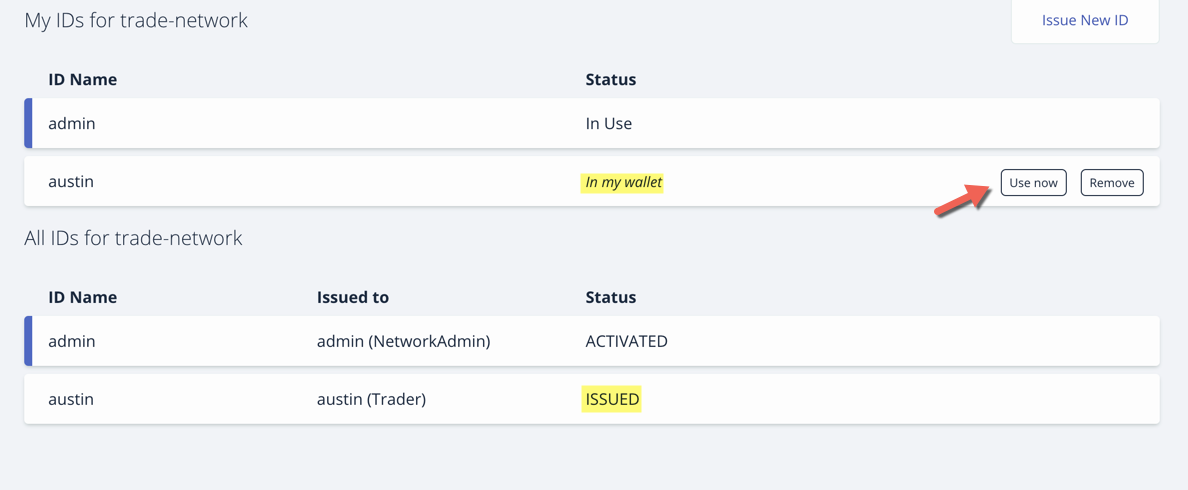 My IDs for trade-network
Issue New ID
ID Name Status
admin In Use
austin In my wallet Use now Remove
All IDs for trade-network
ID Name Issued to Status
admin admin (NetworkAdmin) ACTIVATED
austin austin (Trader) ISSUED